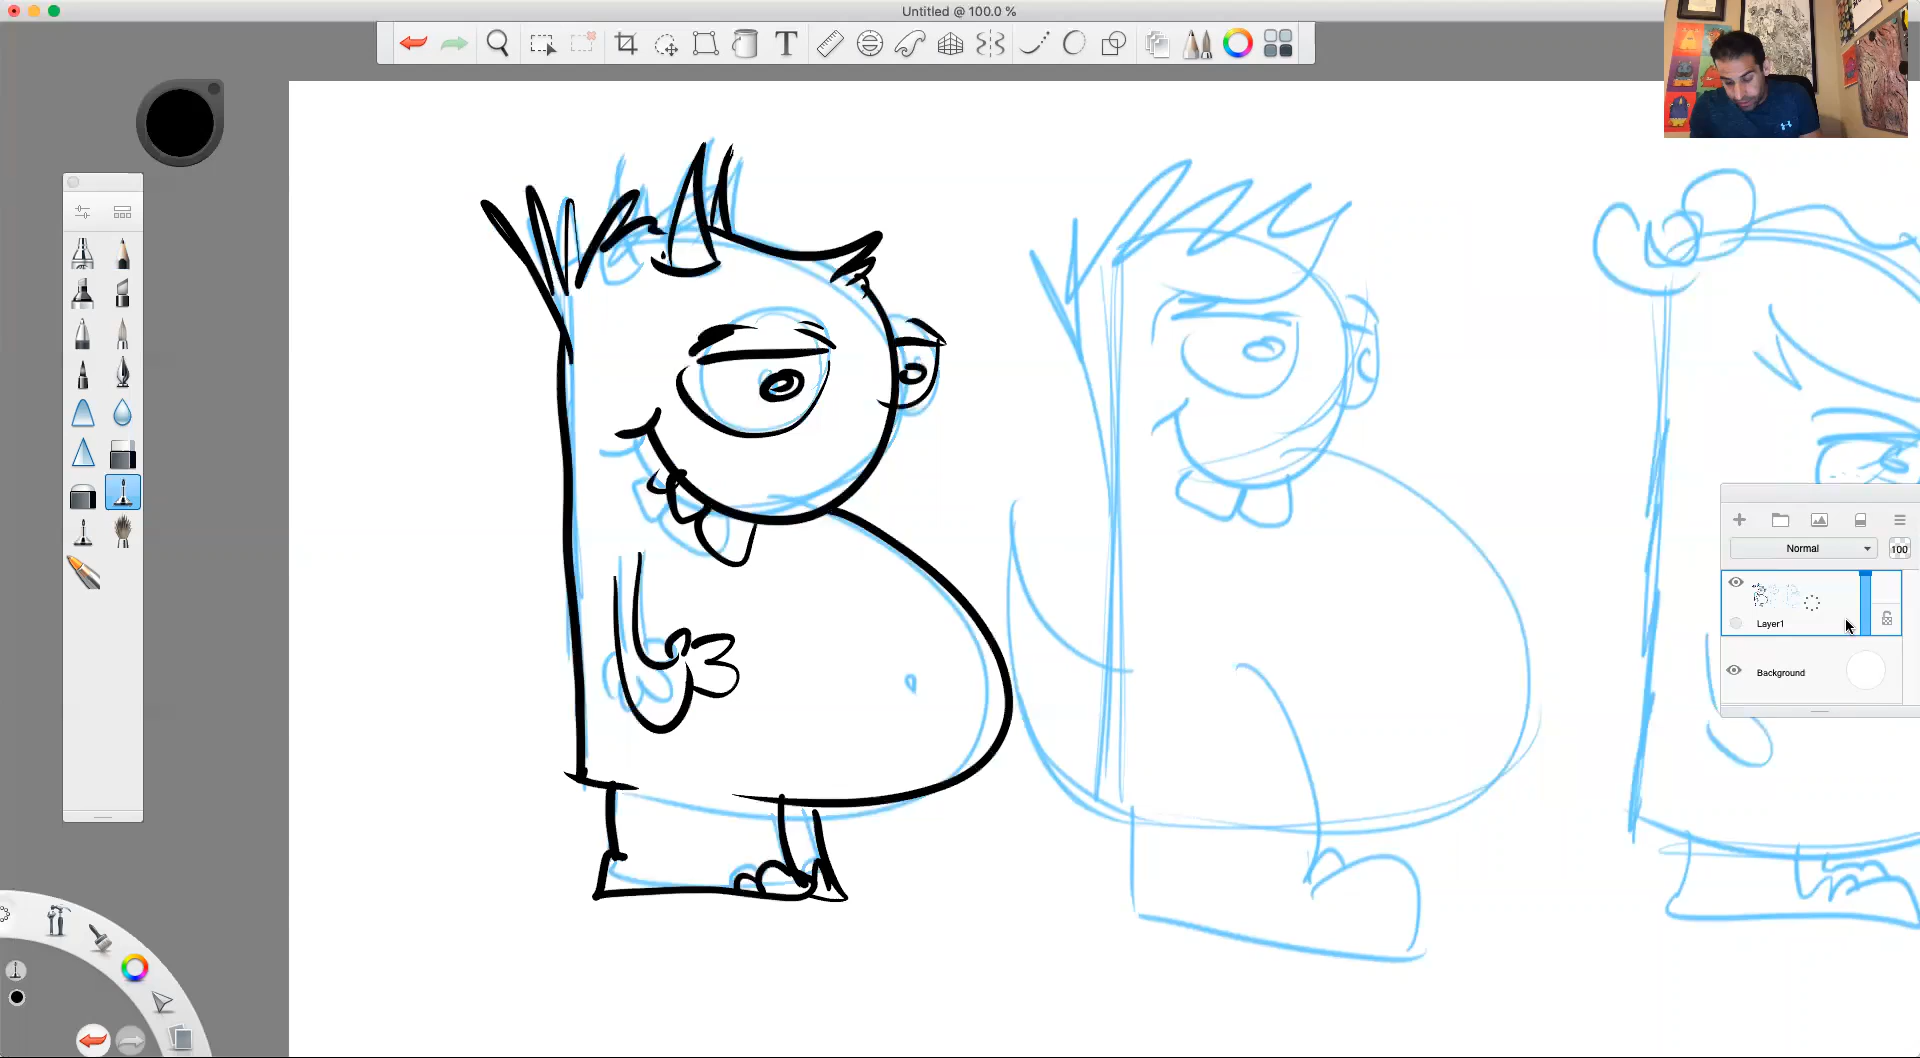 Untitled @ 100.0 %
T
Normal
100
Layer1
Background